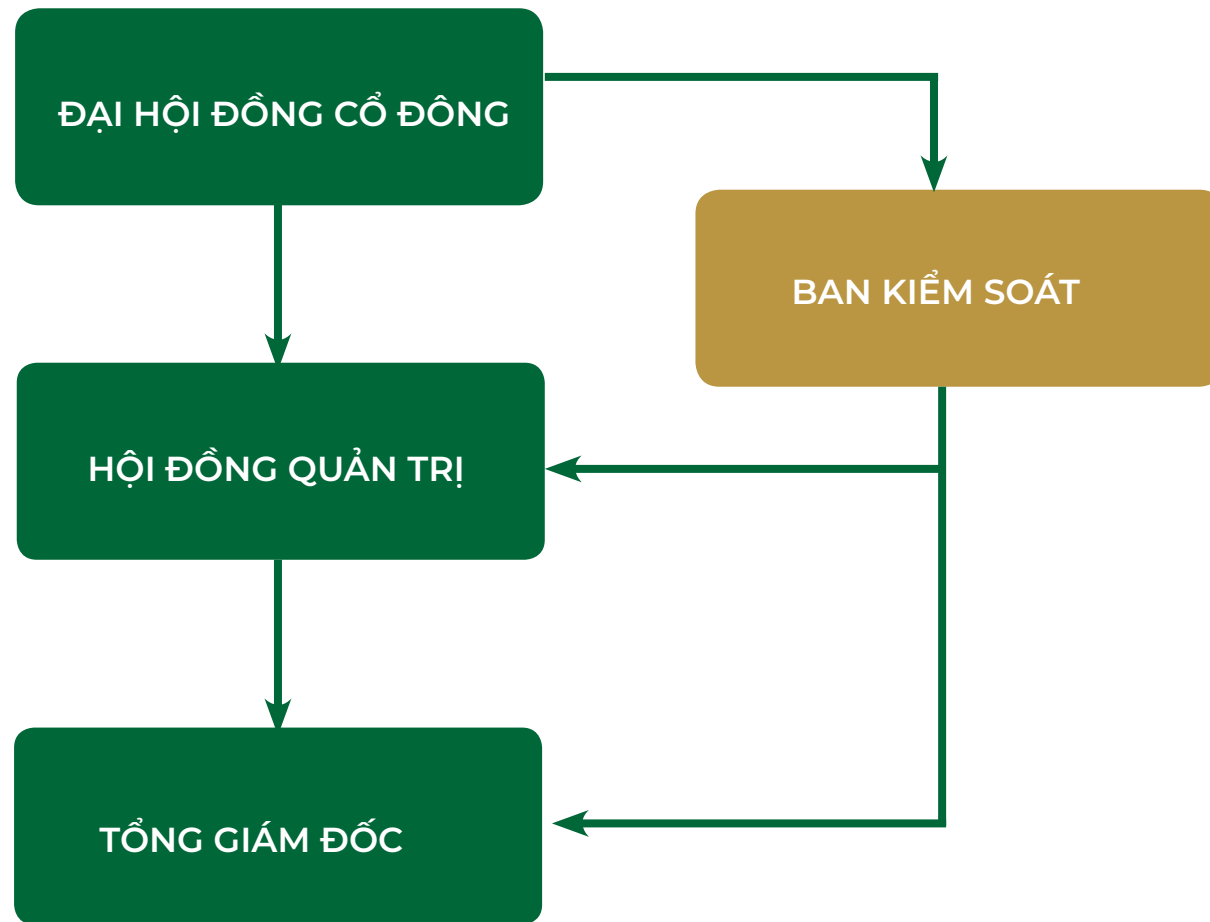 ĐẠI HỘI ĐỒNG CỔ ĐÔNG
BAN KIỂM SOÁT
HỘI ĐỒNG QUẢN TRỊ
TỔNG GIÁM ĐỐC